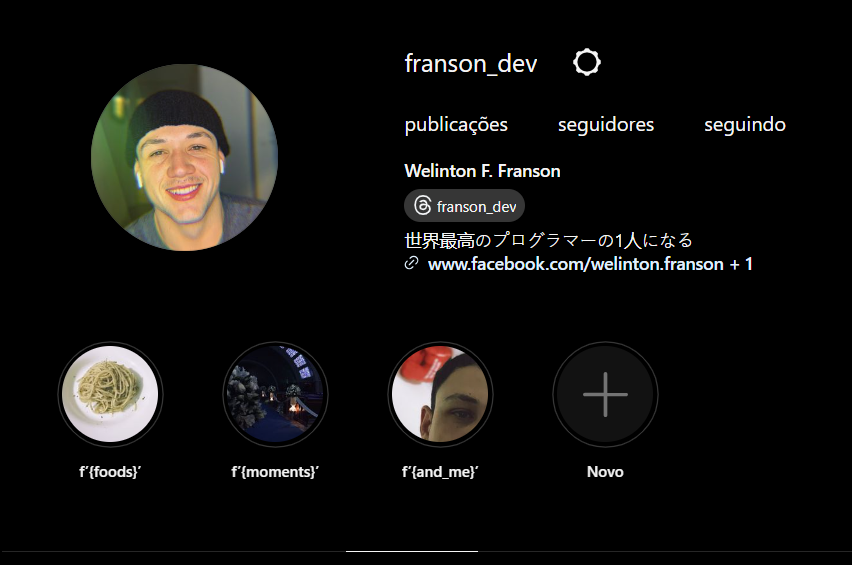 franson_dev
publicações seguidores seguindo
Welinton F. Franson
franson_dev
世界最高のプログラマーの1人になる
www.facebook.com/welinton.franson + 1
f´{foods}´ f´{moments}´ f´{and_me}´ Novo